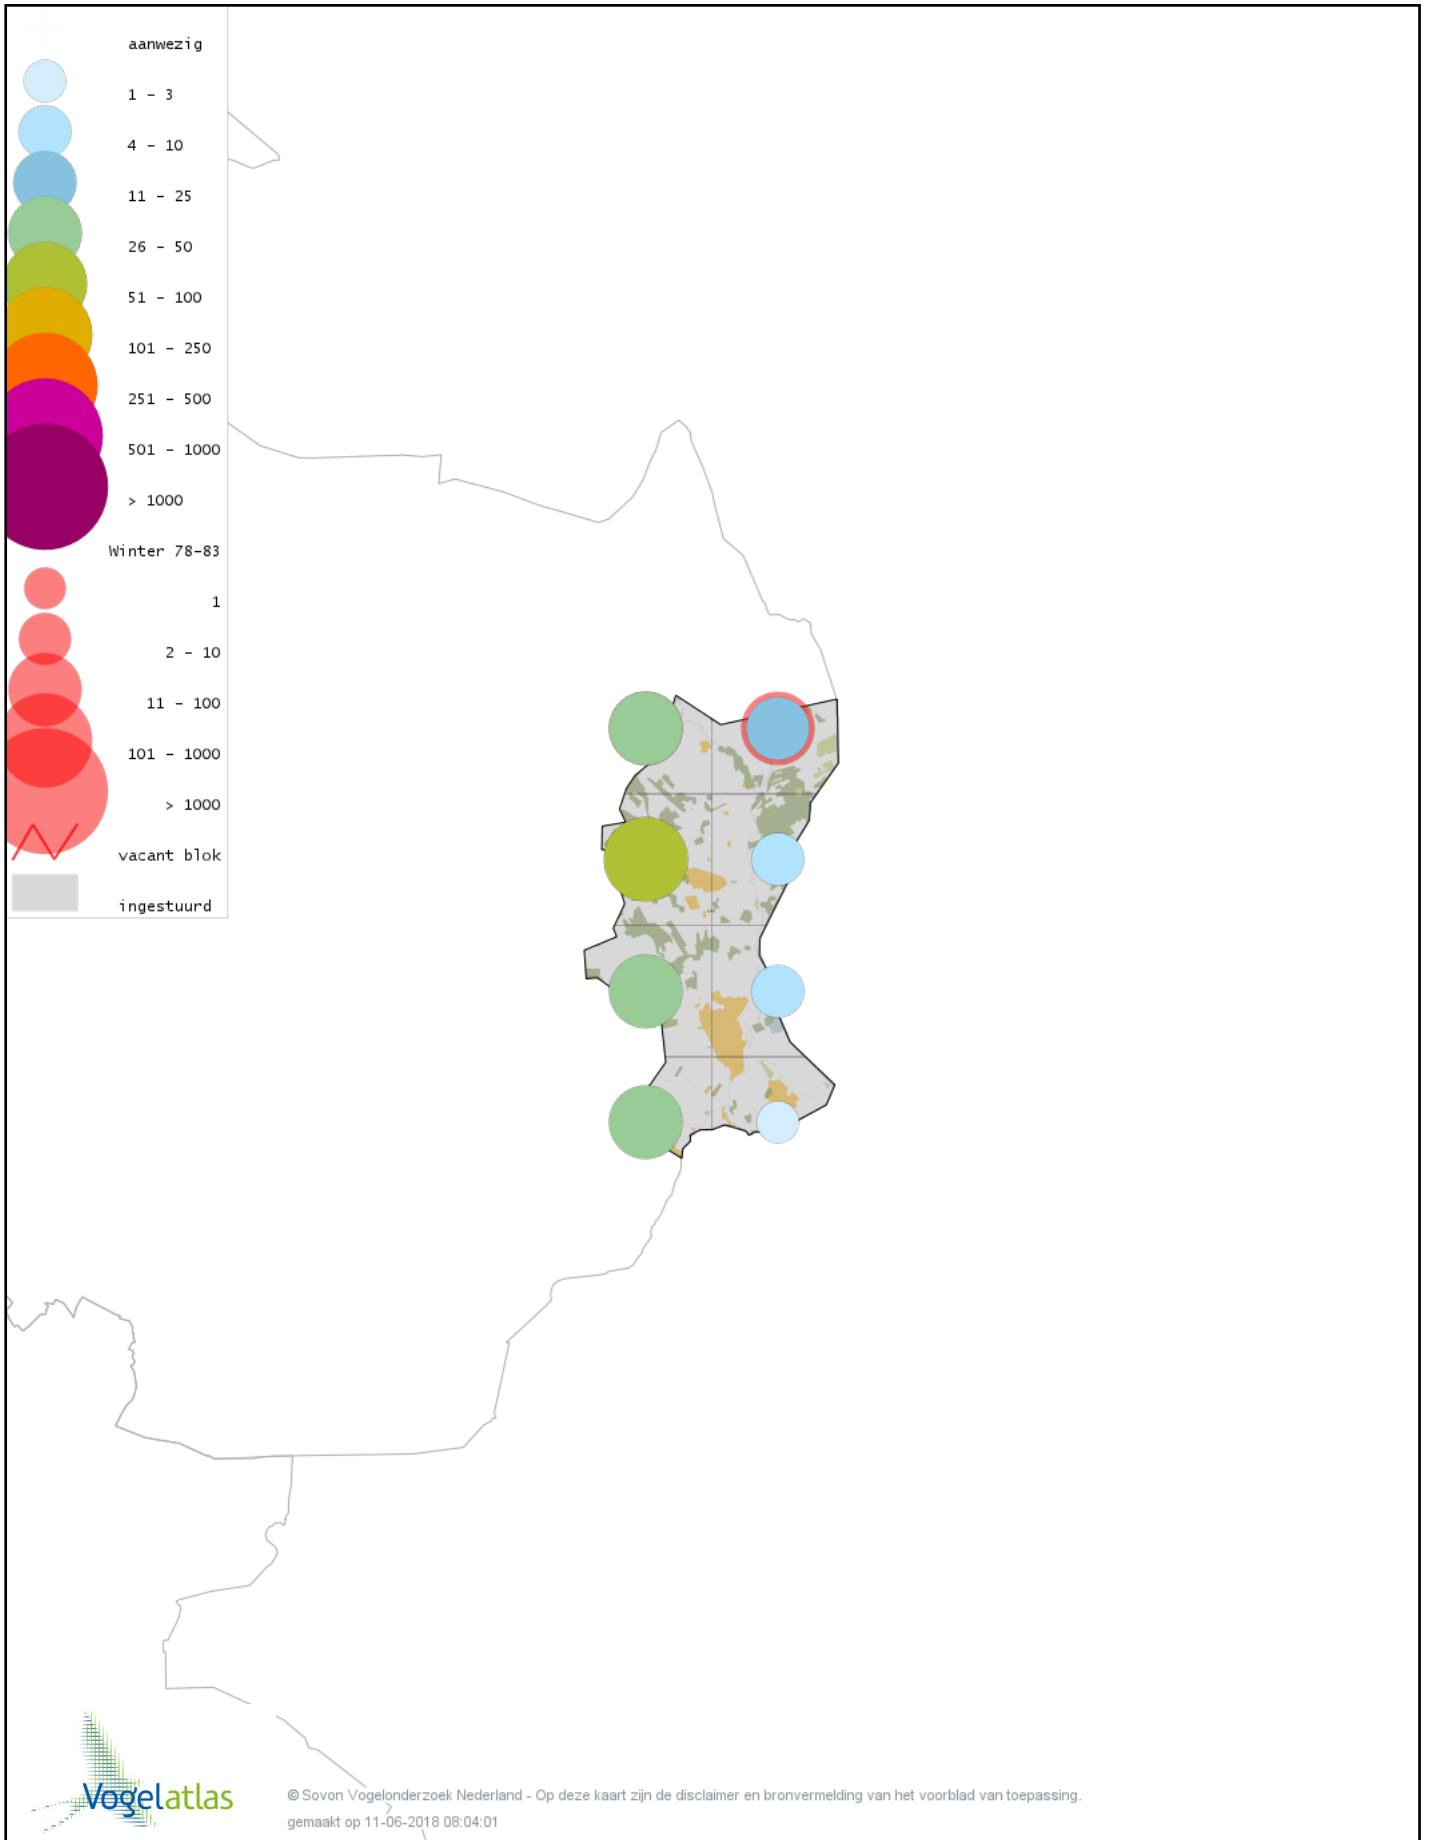 aanwezig
1 - 3
4 - 10
11 - 25
26 - 50
51 - 100
101 - 250
251 - 500
501 - 1000
> 1000
Winter 78-83
1
2 - 10
11 - 100
101 - 1000
> 1000
vacant blok
ingestuurd
Vogelatlas
© Sovon Vogelonderzoek Nederland - Op deze kaart zijn de disclaimer en bronvermelding van het voorblad van toepassing.
gemaakt op 11-06-2018 08:04:01